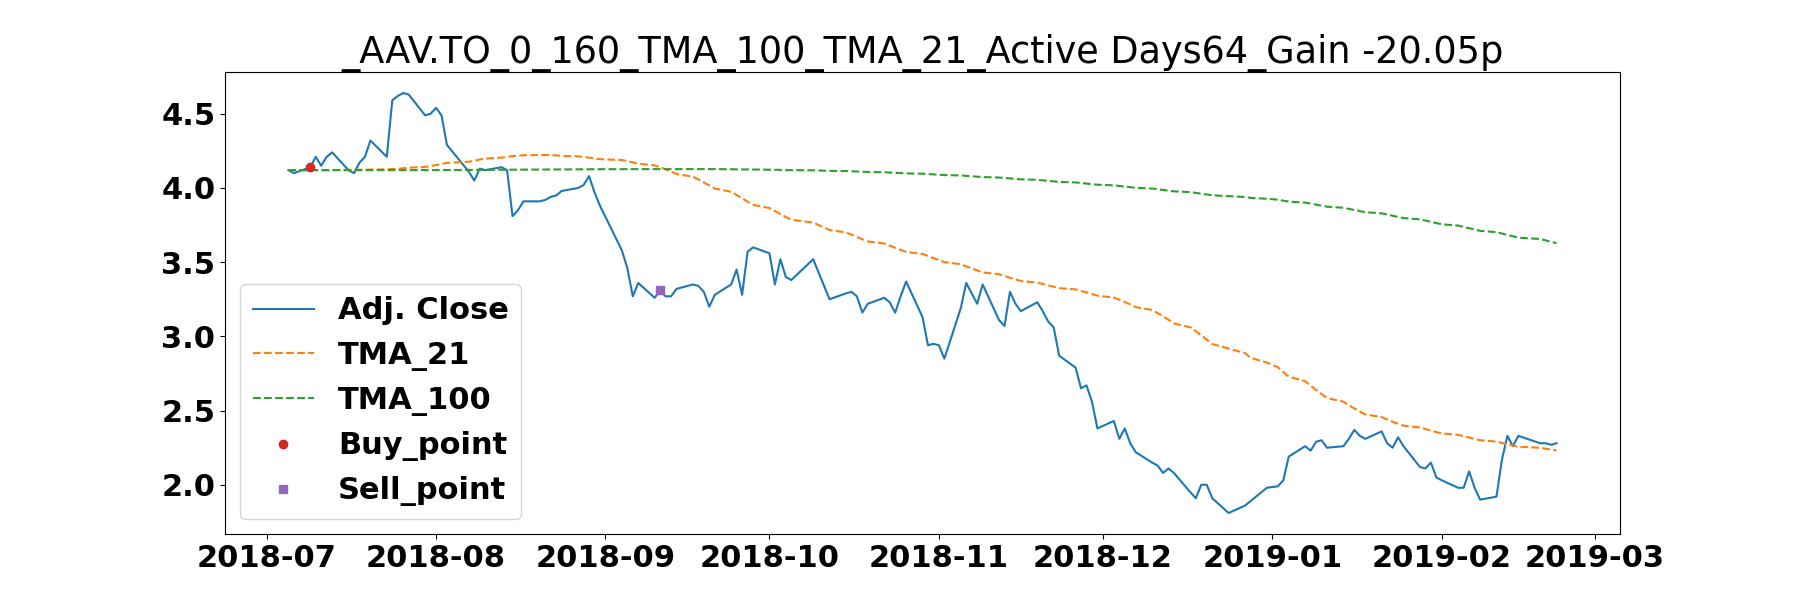 _AAV.TO_0_160_TMA_100_TMA_21_Active Days64_Gain -20.05p
4.5
4.0
3.5
3.0
2.5
2.0
Adj. Close
TMA_21
TMA_100
Buy_point
Sell_point
2018-07 2018-08 2018-09 2018-10 2018-11 2018-12 2019-01 2019-02 2019-03